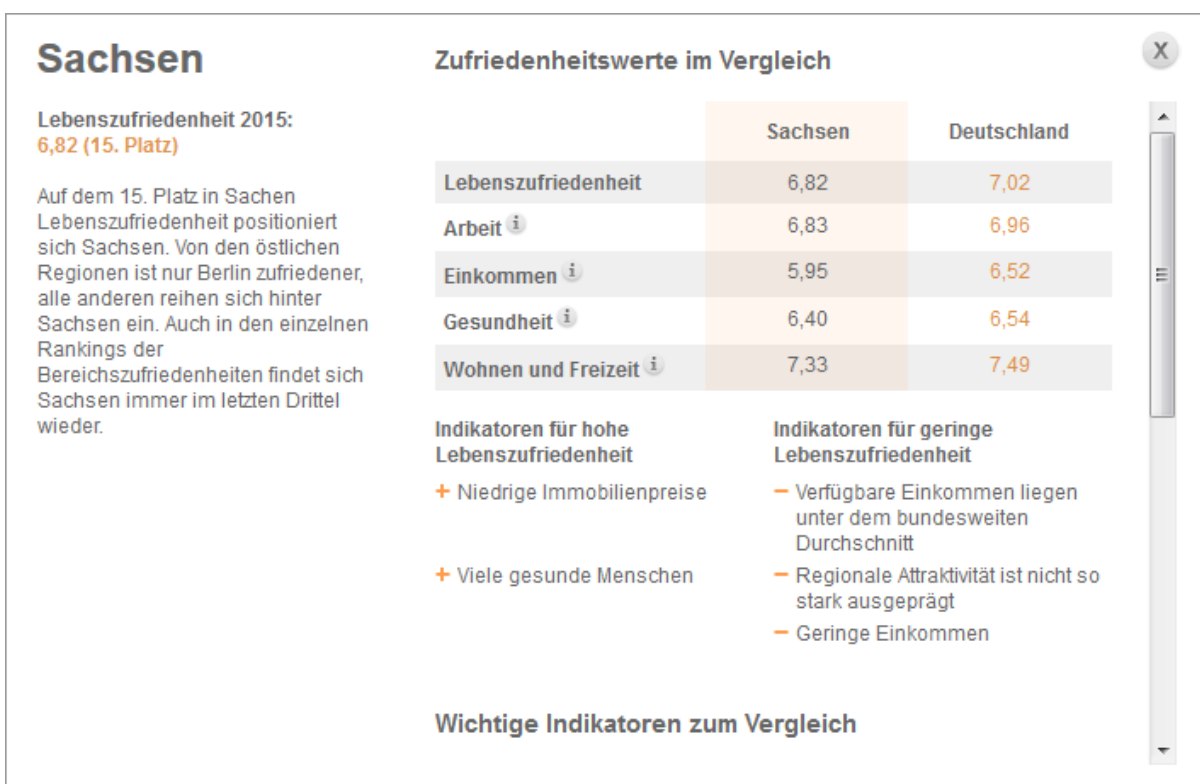 Sachsen
Lebenszufriedenheit 2015:
6,82 (15. Platz)
Auf dem 15. Platz in Sachen
Lebenszufriedenheit positioniert
sich Sachsen. Von den östlichen
Regionen ist nur Berlin zufriedener,
alle anderen reihen sich hinter
Sachsen ein. Auch in den einzelnen
Rankings der
Bereichszufriedenheiten findet sich
Sachsen immer im letzten Drittel
wieder.
Zufriedenheitswerte im Vergleich
X
Sachsen Deutschland
Lebenszufriedenheit 6,82 7,02
Arbeit i 6,83 6,96
Einkommen i 5,95 6,52
Gesundheit i 6,40 6,54
Wohnen und Freizeit i 7,33 7,49
Indikatoren für hohe
Lebenszufriedenheit
+ Niedrige Immobilienpreise
+ Viele gesunde Menschen
Indikatoren für geringe
Lebenszufriedenheit
– Verfügbare Einkommen liegen
unter dem bundesweiten
Durchschnitt
– Regionale Attraktivität ist nicht so
stark ausgeprägt
– Geringe Einkommen
Wichtige Indikatoren zum Vergleich